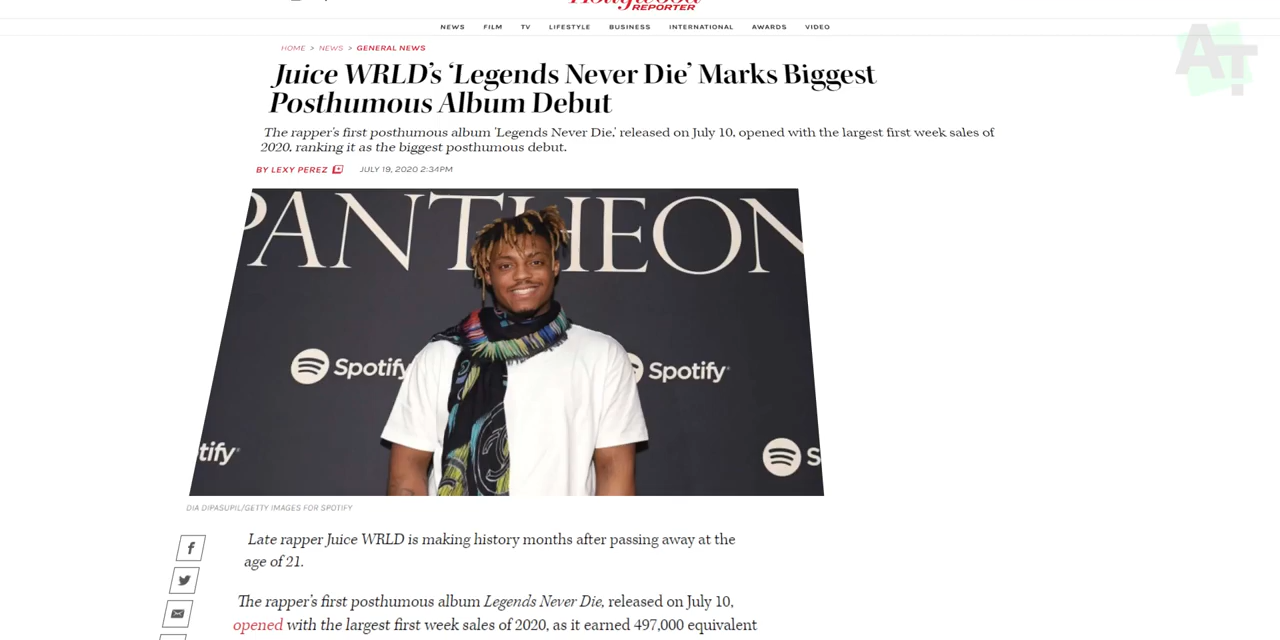 Hollywood
REPORTER
NEWS FILM TV LIFESTYLE BUSINESS INTERNATIONAL AWARDS VIDEO
HOME > NEWS > GENERAL NEWS
Juice WRLD's ‘Legends Never Die’ Marks Biggest
Posthumous Album Debut
The rapper's first posthumous album 'Legends Never Die,' released on July 10, opened with the largest first week sales of
2020, ranking it as the biggest posthumous debut.
BY LEXY PEREZ JULY 19, 2020 2:34PM
PANTHEON
Spotify Spotify
tify S
DIA DIPASUPIL/GETTY IMAGES FOR SPOTIFY
Late rapper Juice WRLD is making history months after passing away at the
age of 21.
The rapper's first posthumous album Legends Never Die, released on July 10,
opened with the largest first week sales of 2020, as it earned 497,000 equivalent
AT.